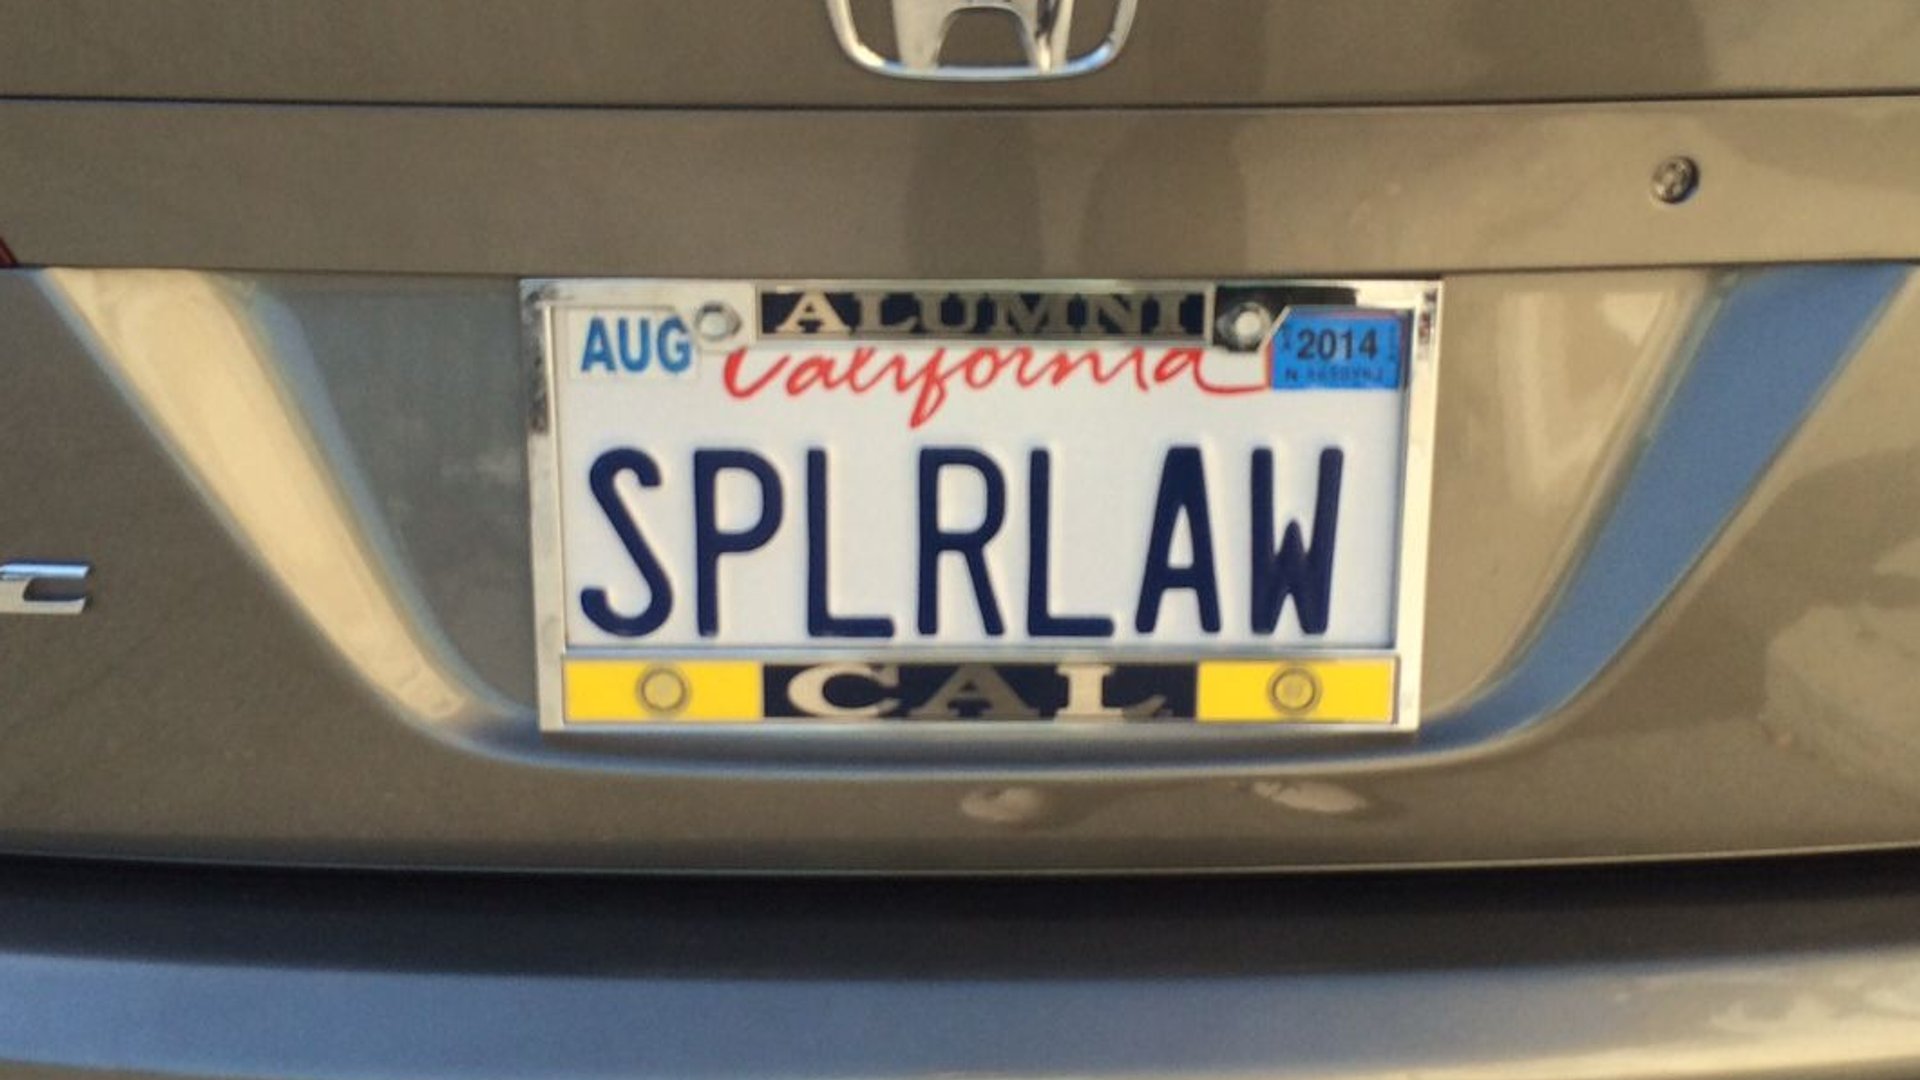 ALUMNI
AUG California 2014
SPLRLAW
CAL
C